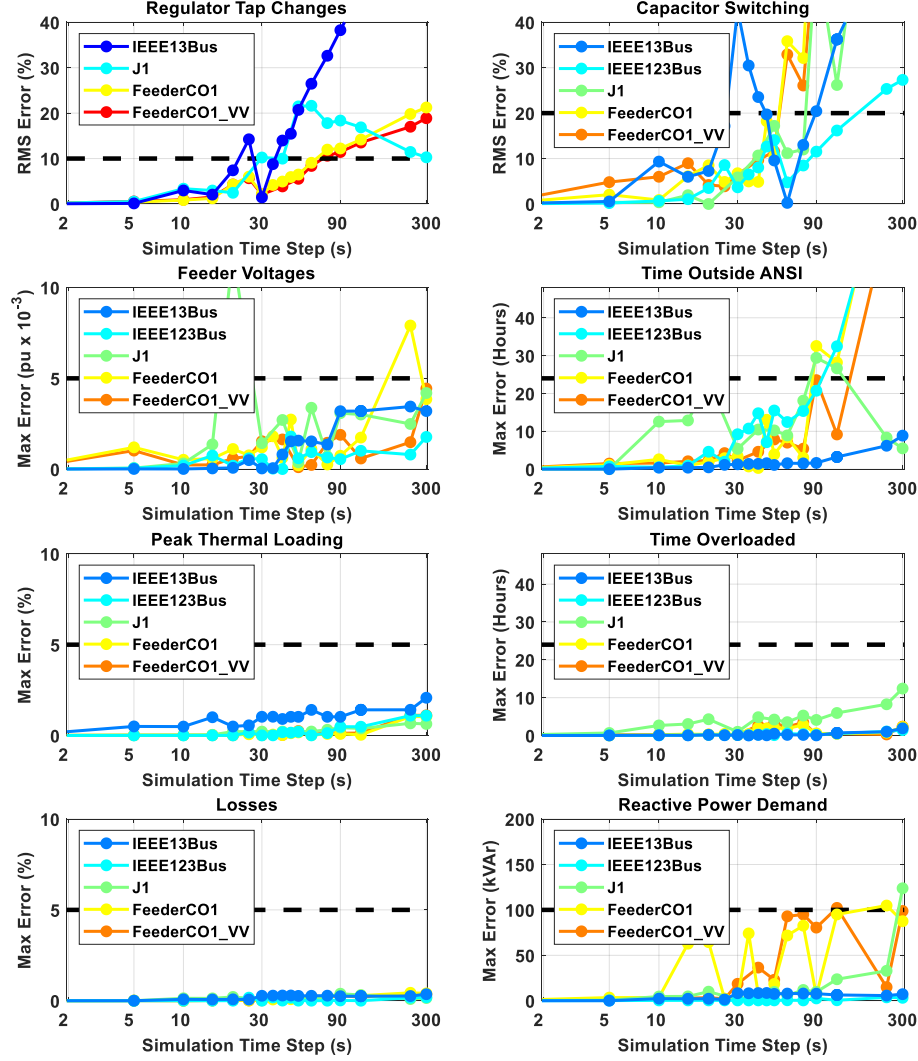 Regulator Tap Changes
RMS Error (%)
40
30
20
10
0
IEEE13Bus
J1
FeederCO1
FeederCO1_VV
2 5 10 30 90 300
Simulation Time Step (s)
Capacitor Switching
RMS Error (%)
40
30
20
10
0
IEEE13Bus
IEEE123Bus
J1
FeederCO1
FeederCO1_VV
2 5 10 30 90 300
Simulation Time Step (s)
Feeder Voltages
Max Error (pu x 10-3)
10
5
0
IEEE13Bus
IEEE123Bus
J1
FeederCO1
FeederCO1_VV
2 5 10 30 90 300
Simulation Time Step (s)
Time Outside ANSI
Max Error (Hours)
40
30
20
10
0
IEEE13Bus
IEEE123Bus
J1
FeederCO1
FeederCO1_VV
2 5 10 30 90 300
Simulation Time Step (s)
Peak Thermal Loading
Max Error (%)
10
5
0
IEEE13Bus
IEEE123Bus
J1
FeederCO1
FeederCO1_VV
2 5 10 30 90 300
Simulation Time Step (s)
Time Overloaded
Max Error (Hours)
40
30
20
10
0
IEEE13Bus
IEEE123Bus
J1
FeederCO1
FeederCO1_VV
2 5 10 30 90 300
Simulation Time Step (s)
Losses
Max Error (%)
10
5
0
IEEE13Bus
IEEE123Bus
J1
FeederCO1
FeederCO1_VV
2 5 10 30 90 300
Simulation Time Step (s)
Reactive Power Demand
Max Error (kVAr)
200
150
100
50
0
IEEE13Bus
IEEE123Bus
J1
FeederCO1
FeederCO1_VV
2 5 10 30 90 300
Simulation Time Step (s)